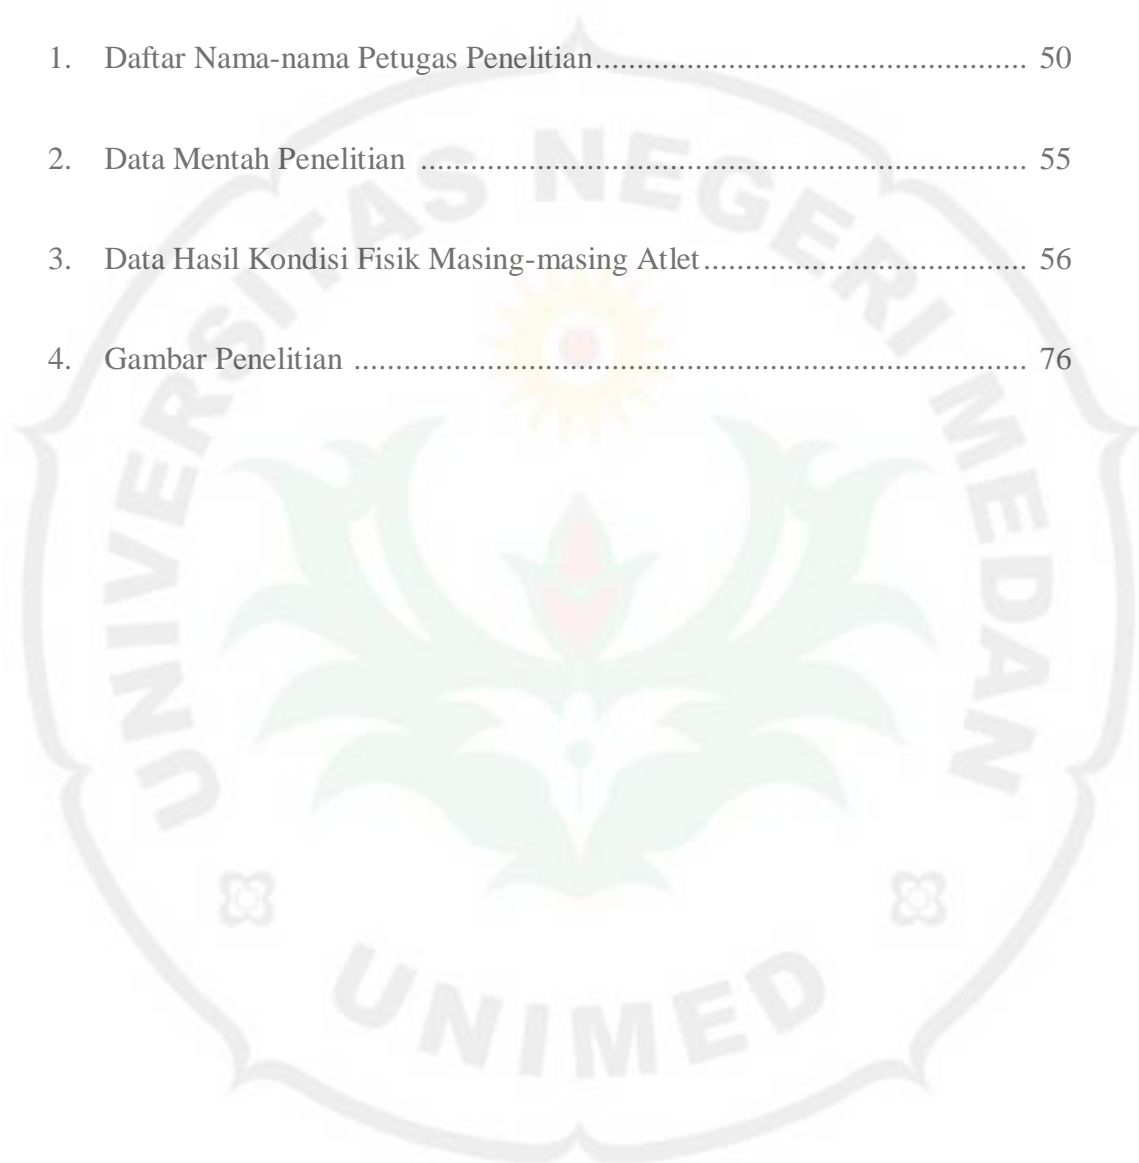 1. Daftar Nama-nama Petugas Penelitian.................................................... 50
2. Data Mentah Penelitian ......................................................................... 55
3. Data Hasil Kondisi Fisik Masing-masing Atlet....................................... 56
4. Gambar Penelitian ................................................................................. 76
UNIVERSITAS NEGERI MEDAN
UNIMED